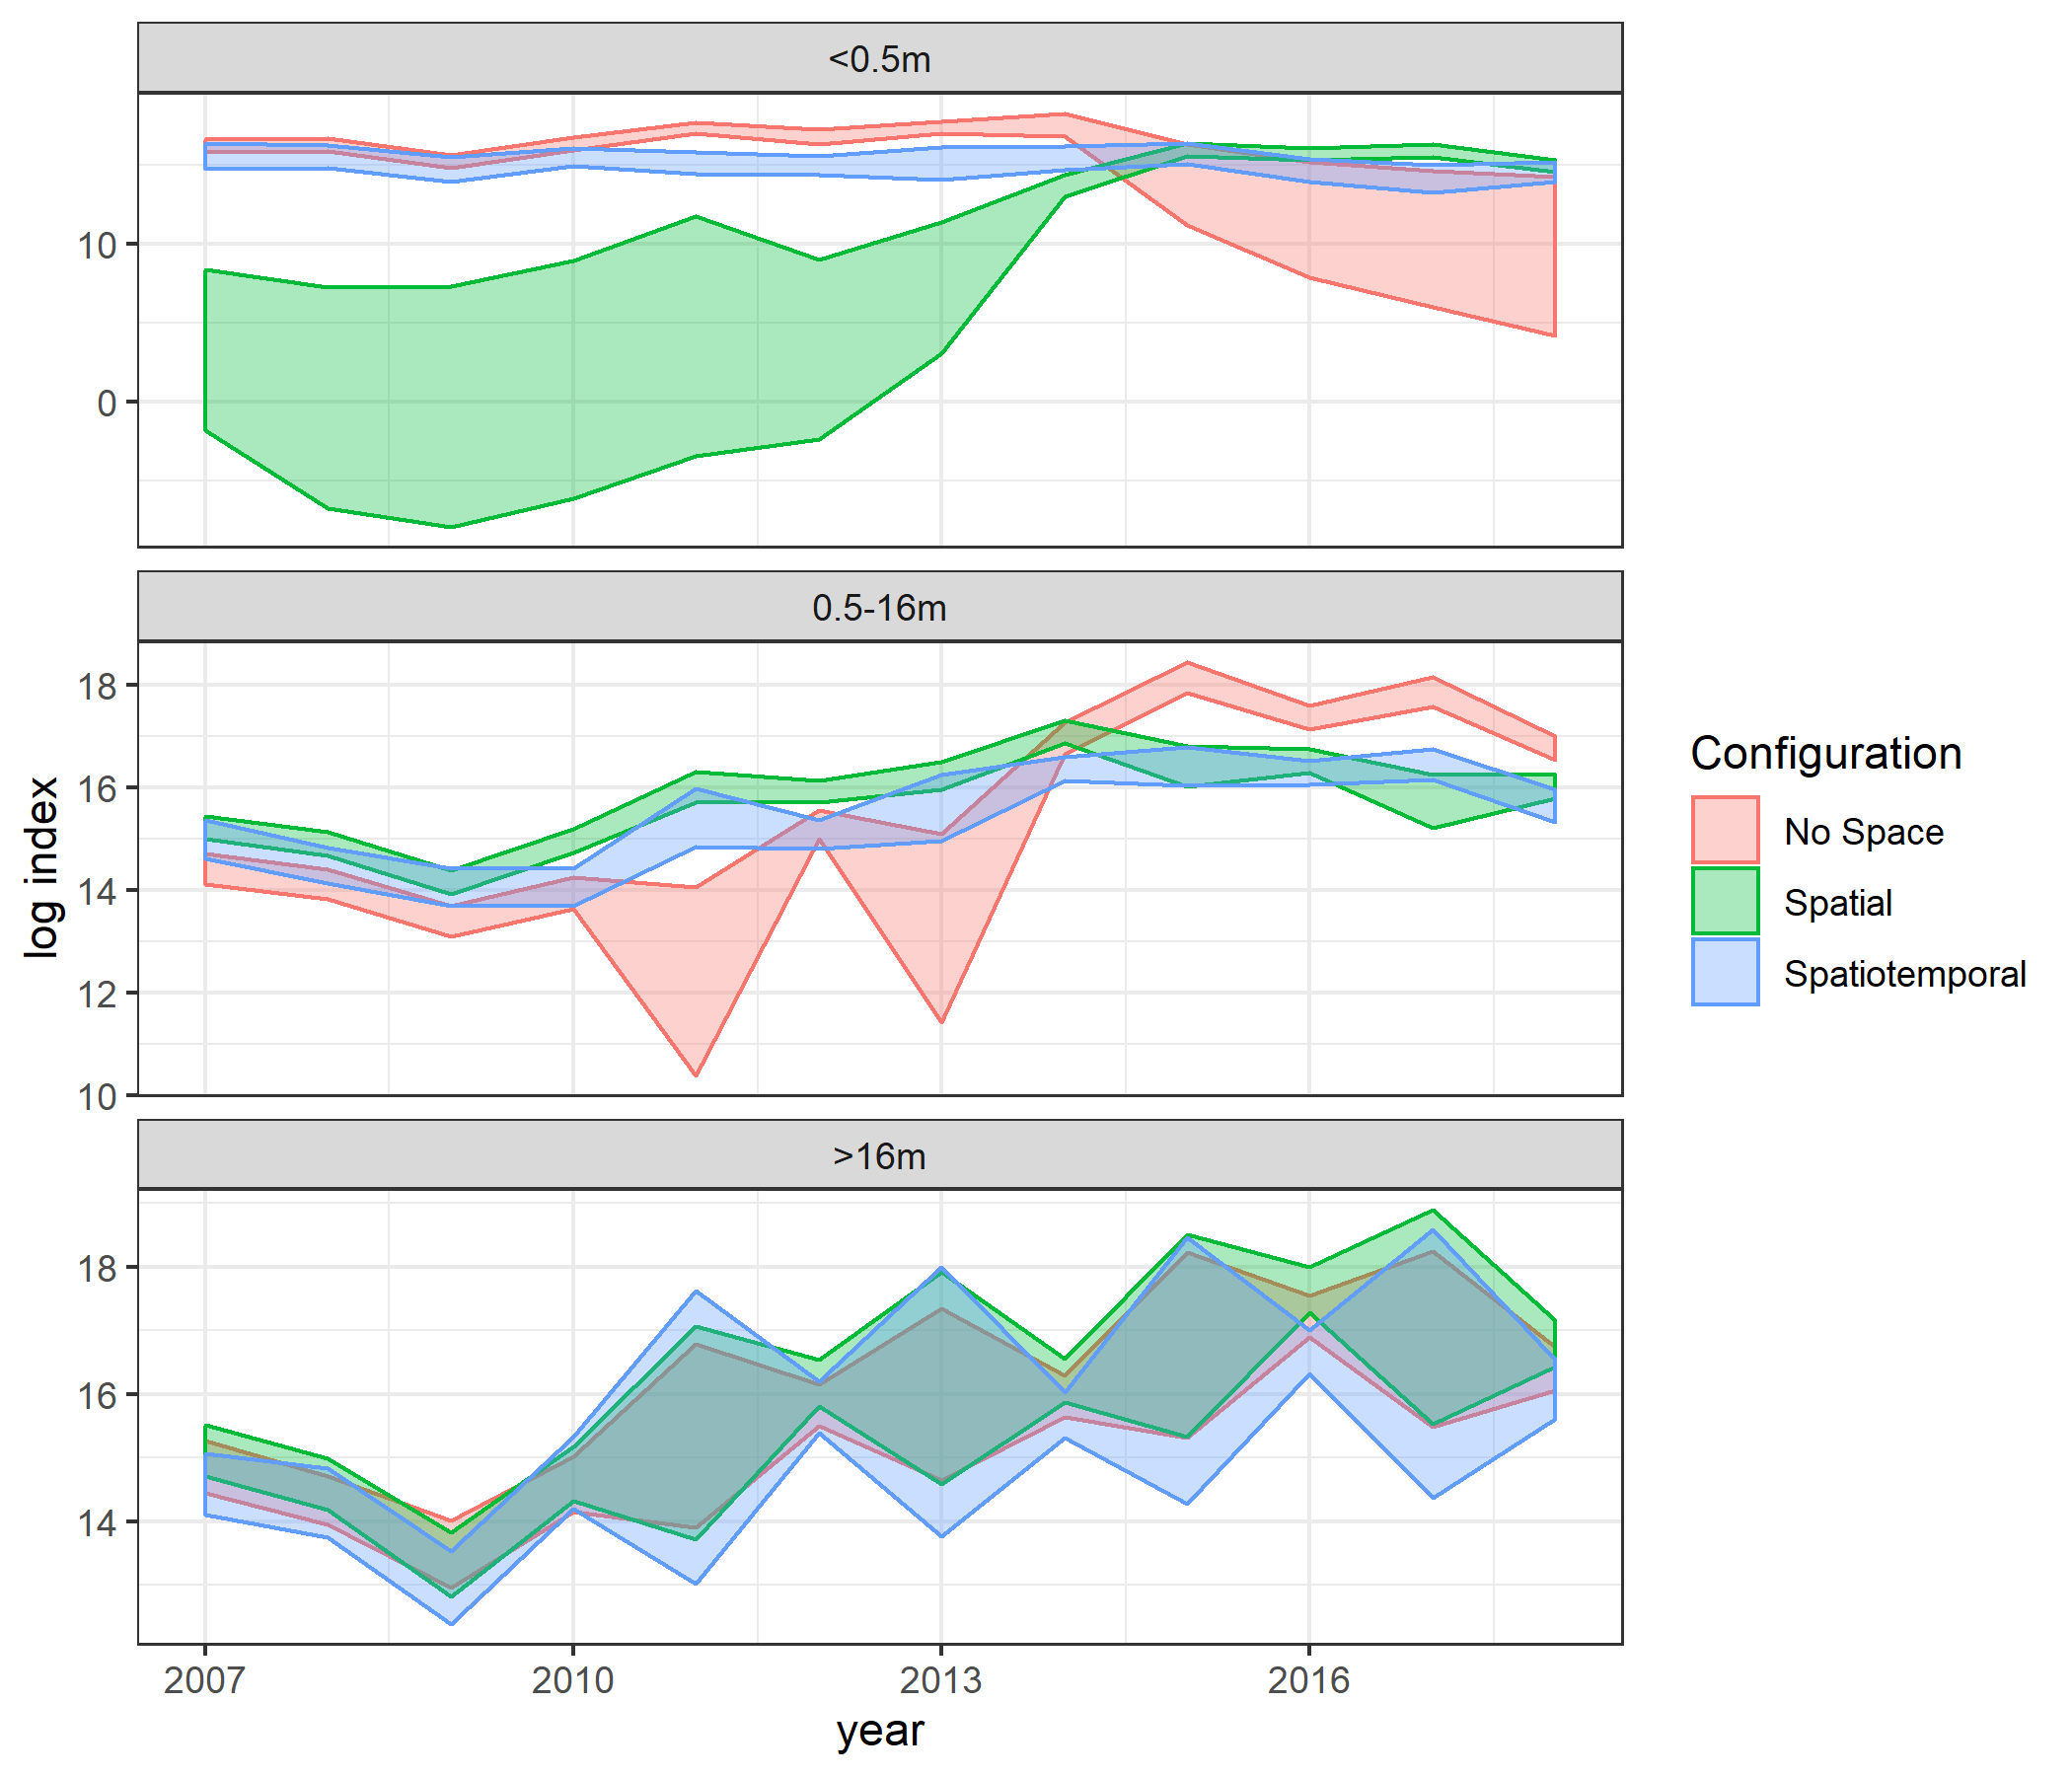 <0.5m
10
0
0.5-16m
18
16
14
12
10
log index
>16m
18
16
14
2007 2010 2013 2016
year
Configuration
No Space
Spatial
Spatiotemporal